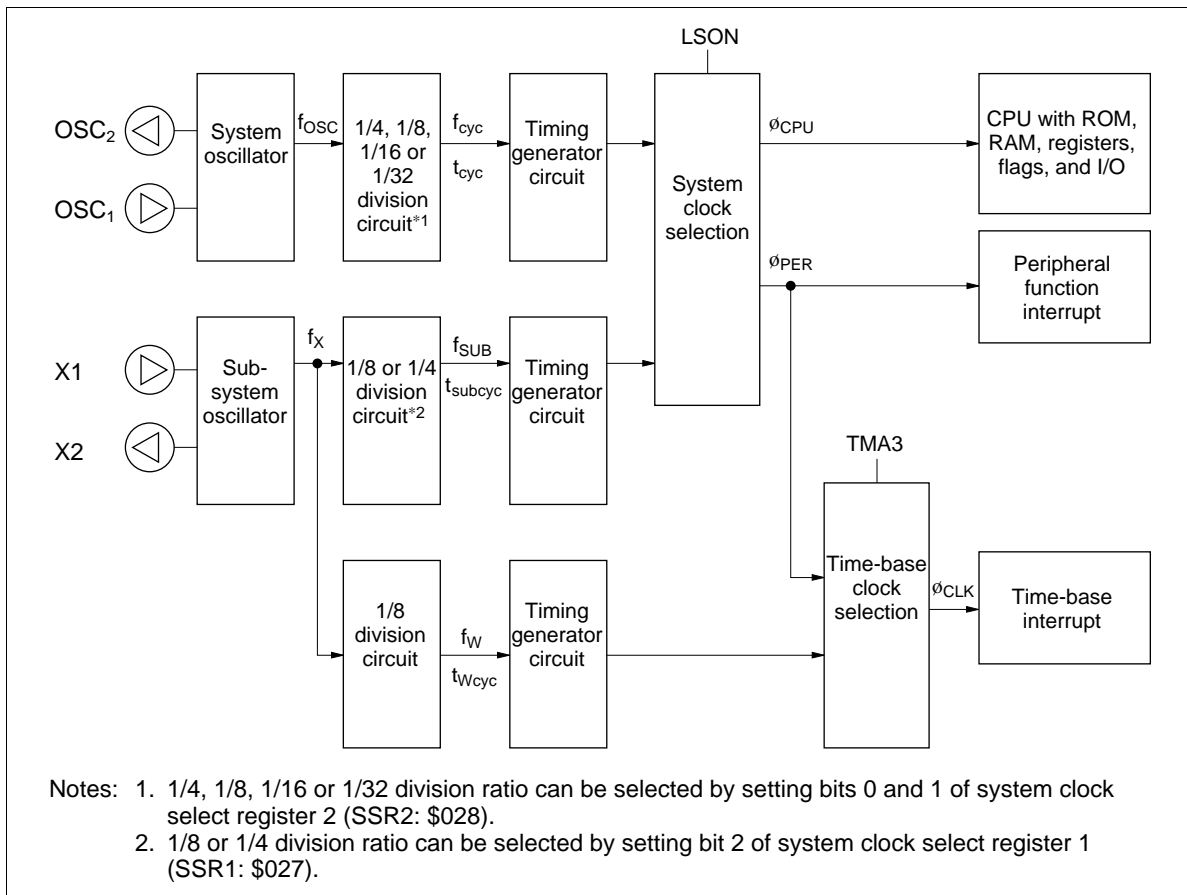 LSON
OSC₂
OSC₁
System
oscillator
fOSC
1/4, 1/8,
1/16 or
1/32
division
circuit*1
fcyc
tcyc
Timing
generator
circuit
System
clock
selection
øCPU
CPU with ROM,
RAM, registers,
flags, and I/O
øPER
Peripheral
function
interrupt
X1
X2
Sub-
system
oscillator
fX
1/8 or 1/4
division
circuit*2
fSUB
tsubcyc
Timing
generator
circuit
TMA3
1/8
division
circuit
fW
tWcyc
Timing
generator
circuit
Time-base
clock
selection
øCLK
Time-base
interrupt
Notes: 1. 1/4, 1/8, 1/16 or 1/32 division ratio can be selected by setting bits 0 and 1 of system clock
select register 2 (SSR2: $028).
2. 1/8 or 1/4 division ratio can be selected by setting bit 2 of system clock select register 1
(SSR1: $027).